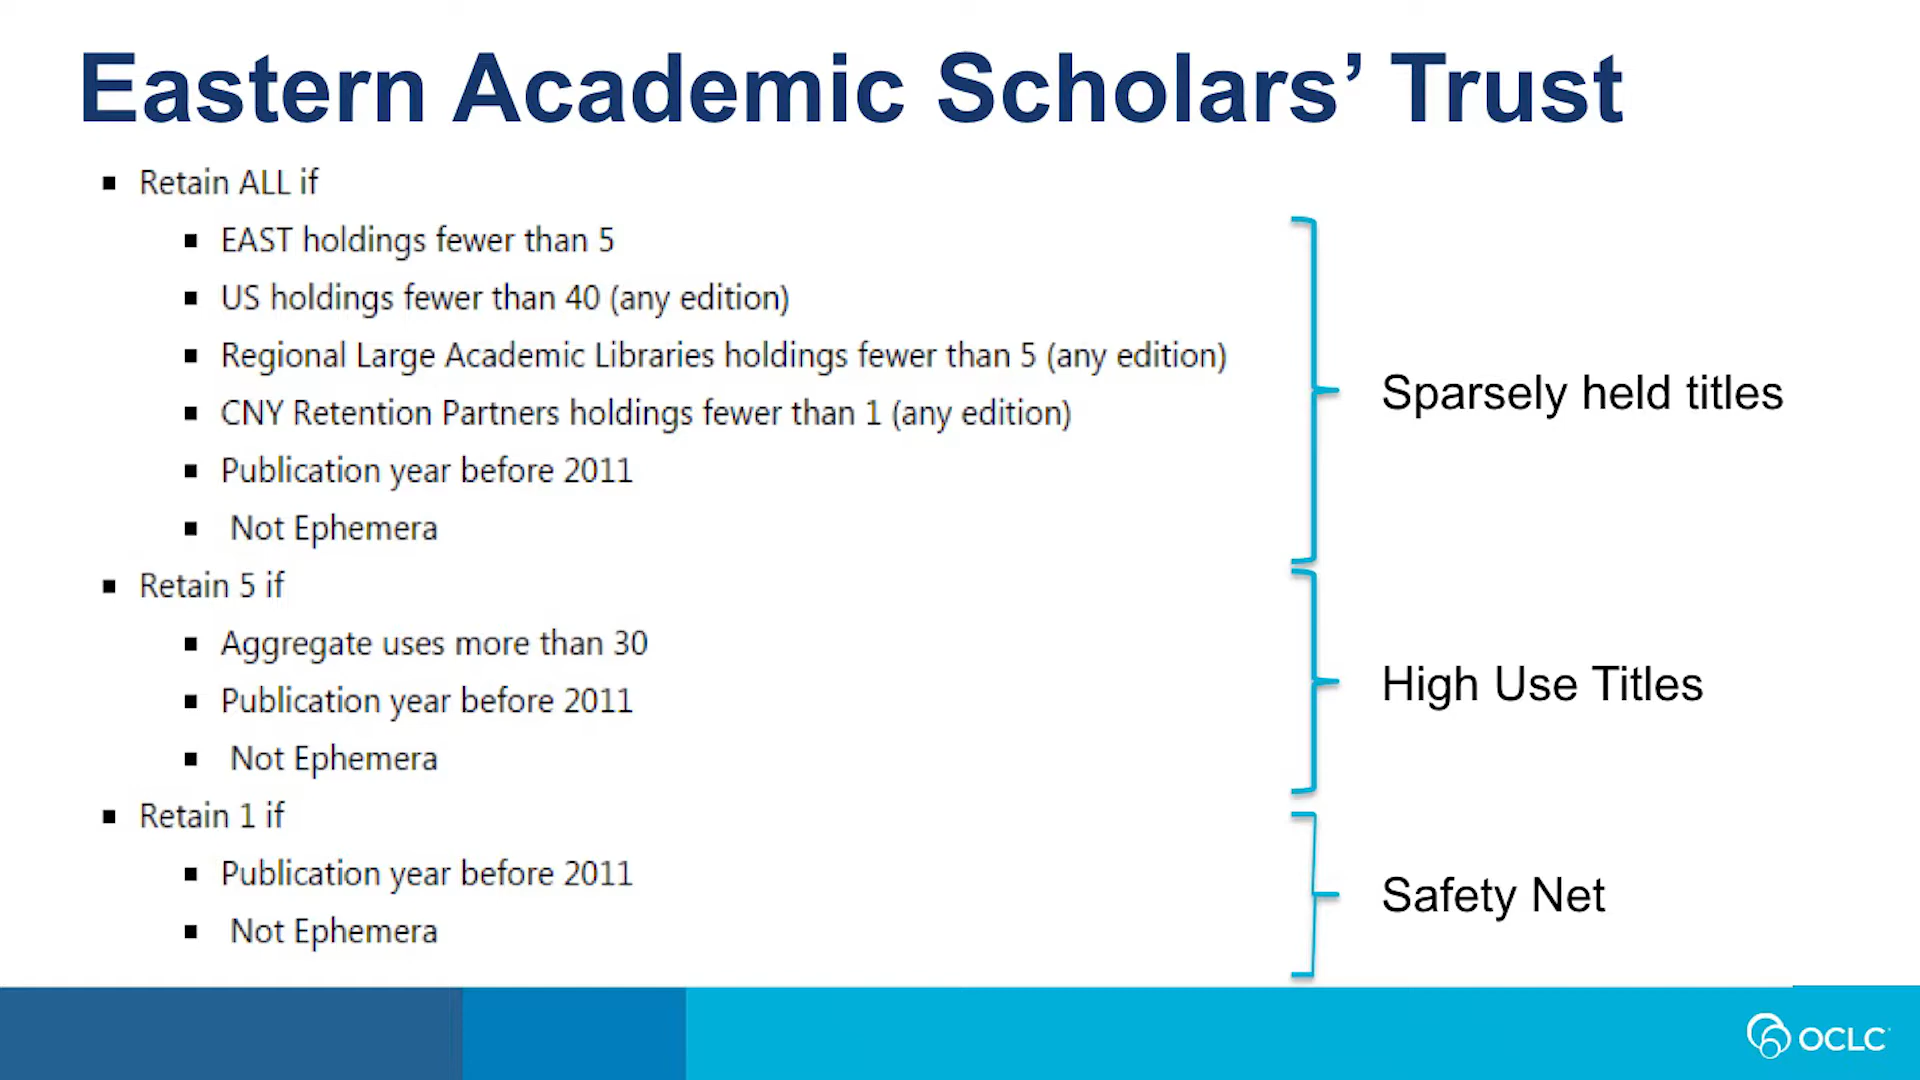 Eastern Academic Scholars’ Trust
Retain ALL if
EAST holdings fewer than 5
US holdings fewer than 40 (any edition)
Regional Large Academic Libraries holdings fewer than 5 (any edition)
CNY Retention Partners holdings fewer than 1 (any edition)
Publication year before 2011
Not Ephemera
Sparsely held titles
Retain 5 if
Aggregate uses more than 30
Publication year before 2011
Not Ephemera
High Use Titles
Retain 1 if
Publication year before 2011
Not Ephemera
Safety Net
OCLC